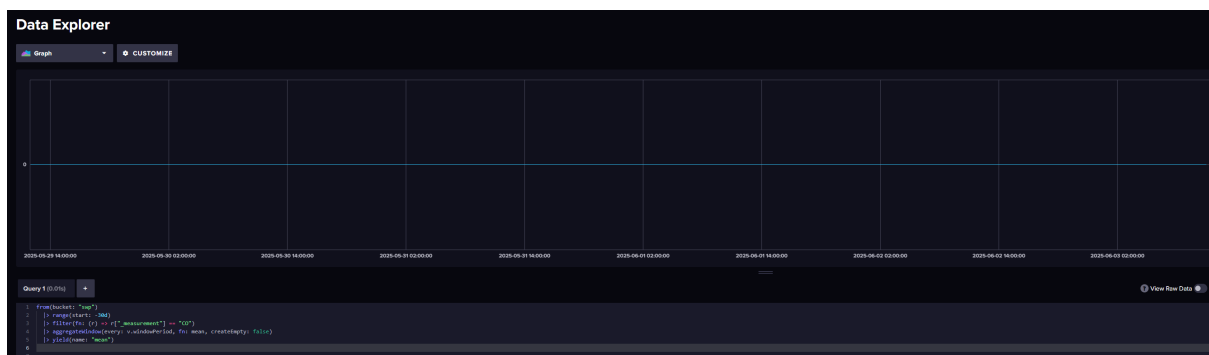 Data Explorer
Graph
CUSTOMIZE
0
2025-05-29 14:00:00
2025-05-30 02:00:00
2025-05-30 14:00:00
2025-05-31 02:00:00
2025-05-31 14:00:00
2025-06-01 02:00:00
2025-06-01 14:00:00
2025-06-02 02:00:00
2025-06-02 14:00:00
2025-06-03 02:00:00
Query 1 (0.01s)
+
View Raw Data
1 from(bucket: "swp")
2 |> range(start: -30d)
3 |> filter(fn: (r) => r["_measurement"] == "CO")
4 |> aggregateWindow(every: v.windowPeriod, fn: mean, createEmpty: false)
5 |> yield(name: "mean")
6